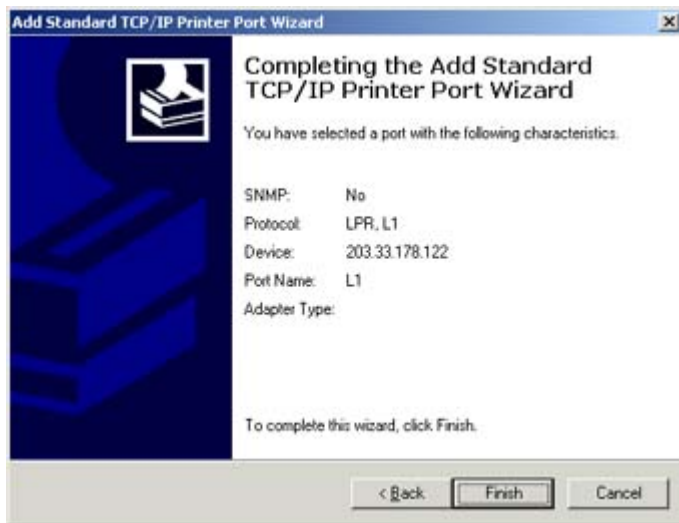 Add Standard TCP/IP Printer Port Wizard
Completing the Add Standard
TCP/IP Printer Port Wizard
You have selected a port with the following characteristics.
SNMP: No
Protocol: LPR, L1
Device: 203.33.178.122
Port Name: L1
Adapter Type:
To complete this wizard, click Finish.
< Back Finish Cancel